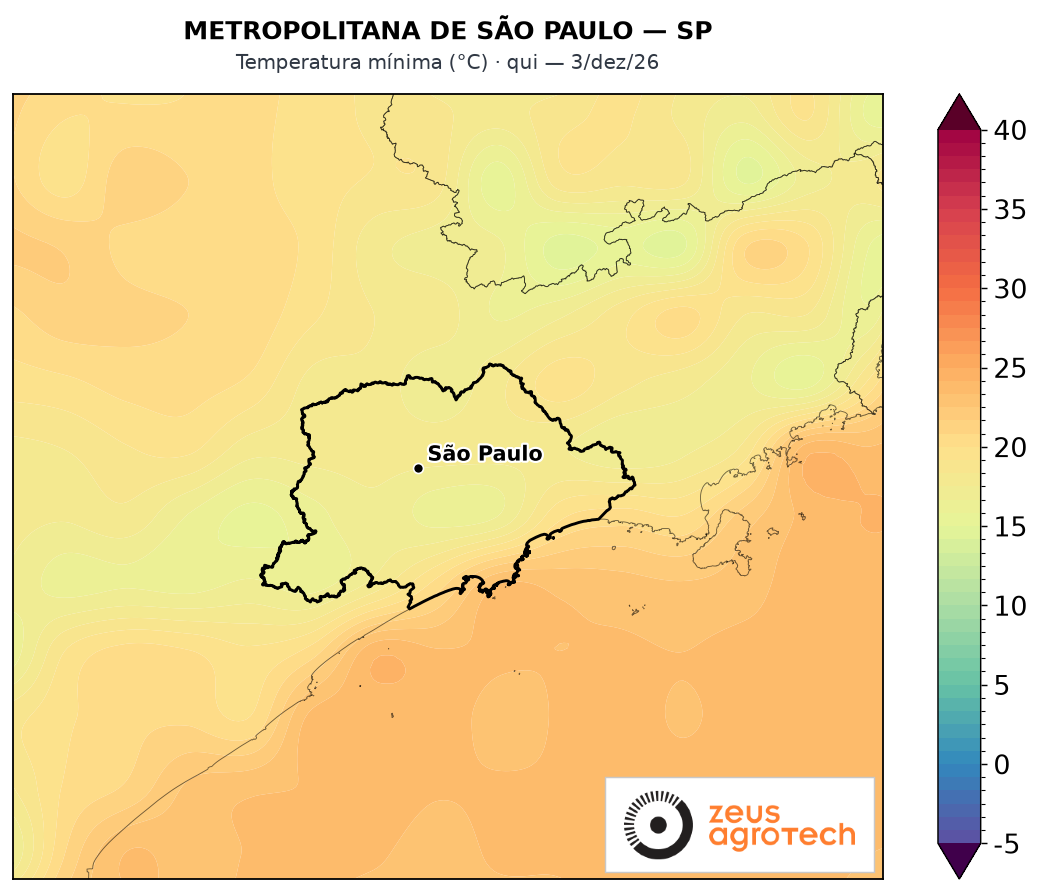 METROPOLITANA DE SÃO PAULO — SP
Temperatura mínima (°C) · qui — 3/dez/26
São Paulo
40
35
30
25
20
15
10
5
0
-5
zeus
agrotech